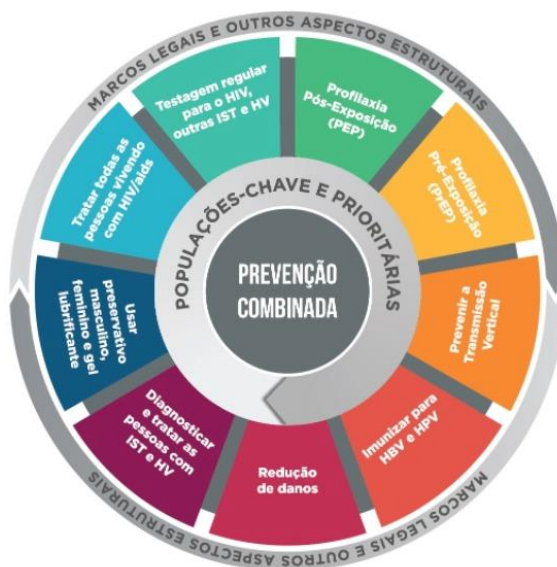 MARCOS LEGAIS E OUTROS ASPECTOS ESTRUTURAIS
Testagem regular
para o HIV,
outras IST e HV
Profilaxia
Pós-Exposição
(PEP)
Profilaxia
Pré-Exposição
(PrEP)
Prevenir a
Transmissão
Vertical
Imunizar para
HBV e HPV
Redução
de danos
Diagnosticar
e tratar as
pessoas com
IST e HV
Usar
preservativo
masculino,
feminino e gel
lubrificante
Tratar todas as
pessoas vivendo
com HIV/aids
POPULAÇÕES-CHAVE E PRIORITÁRIAS
PREVENÇÃO
COMBINADA
MARCOS LEGAIS E OUTROS ASPECTOS ESTRUTURAIS